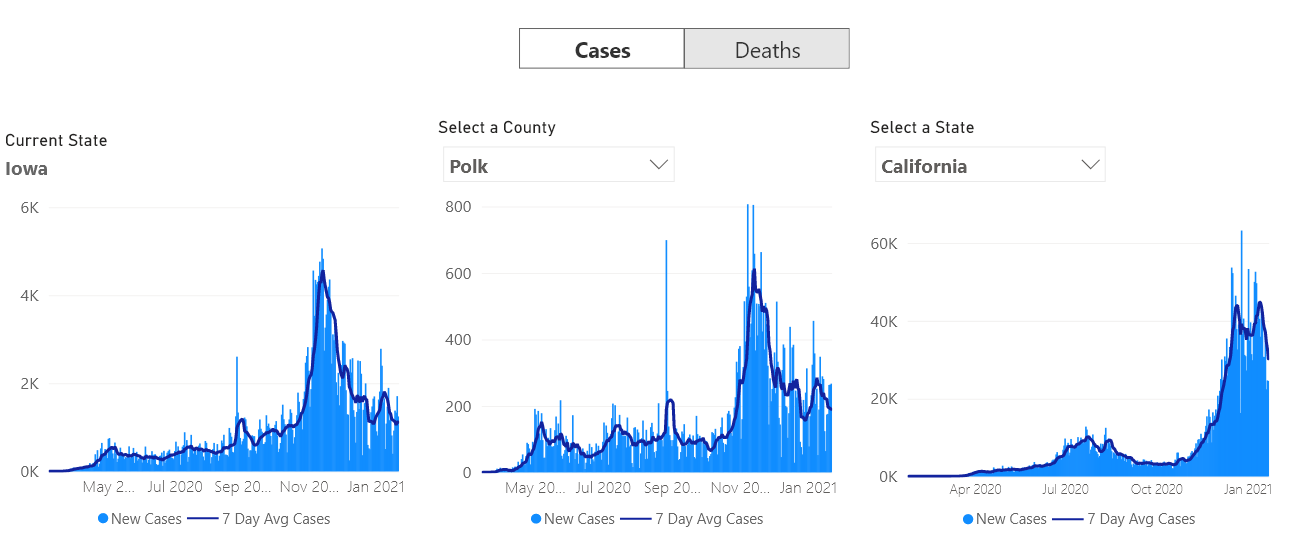 Cases
Deaths
Current State
Iowa
6K
4K
2K
0K
May 2... Jul 2020 Sep 20... Nov 20... Jan 2021
New Cases 7 Day Avg Cases
Select a County
Polk
800
600
400
200
0
May 20... Jul 2020 Sep 20... Nov 20... Jan 2021
New Cases 7 Day Avg Cases
Select a State
California
60K
40K
20K
0K
Apr 2020 Jul 2020 Oct 2020 Jan 2021
New Cases 7 Day Avg Cases